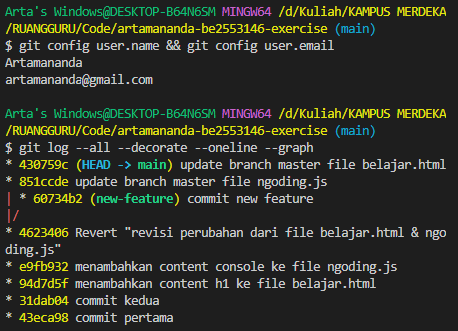 Arta's Windows@DESKTOP-B64N6SM MINGW64 /d/Kuliah/KAMPUS MERDEKA
/RUANGGURU/Code/artamananda-be2553146-exercise (main)
$ git config user.name && git config user.email
Artamananda
artamananda@gmail.com

Arta's Windows@DESKTOP-B64N6SM MINGW64 /d/Kuliah/KAMPUS MERDEKA
/RUANGGURU/Code/artamananda-be2553146-exercise (main)
$ git log --all --decorate --oneline --graph
* 430759c (HEAD -> main) update branch master file belajar.html
* 851ccde update branch master file ngoding.js
| * 60734b2 (new-feature) commit new feature
|/
* 4623406 Revert "revisi perubahan dari file belajar.html & ngo
ding.js"
* e9fb932 menambahkan content console ke file ngoding.js
* 94d7d5f menambahkan content h1 ke file belajar.html
* 31dab04 commit kedua
* 43eca98 commit pertama